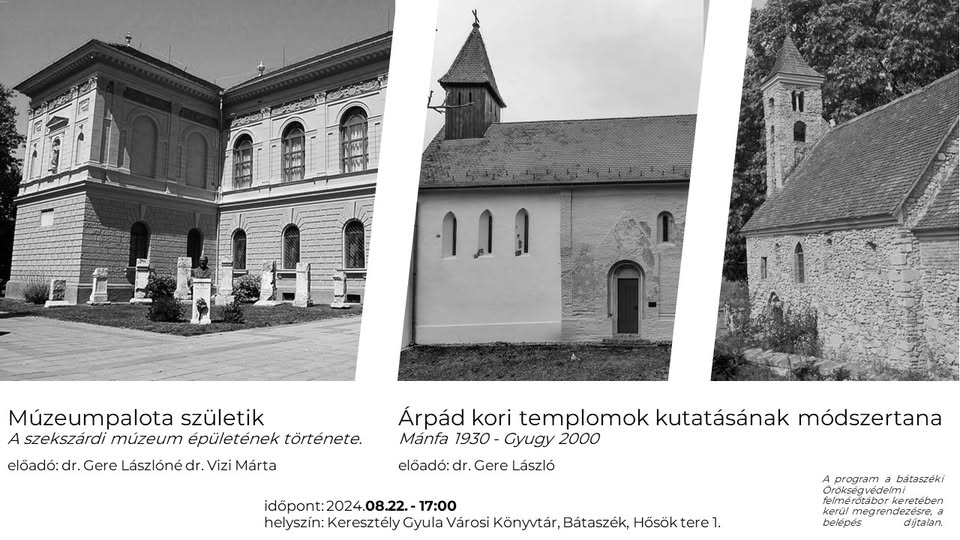 Múzeumpalota születik
A szekszárdi múzeum épületének története.
előadó: dr. Gere Lászlóné dr. Vizi Márta
Árpád kori templomok kutatásának módszertana
Mánfa 1930 - Gyugy 2000
előadó: dr. Gere László
időpont: 2024.08.22. - 17:00
helyszín: Keresztély Gyula Városi Könyvtár, Bátaszék, Hősök tere 1.
A program a bátaszéki
Örökségvédelmi
felmérőtábor keretében
kerül megrendezésre, a
belépés díjtalan.